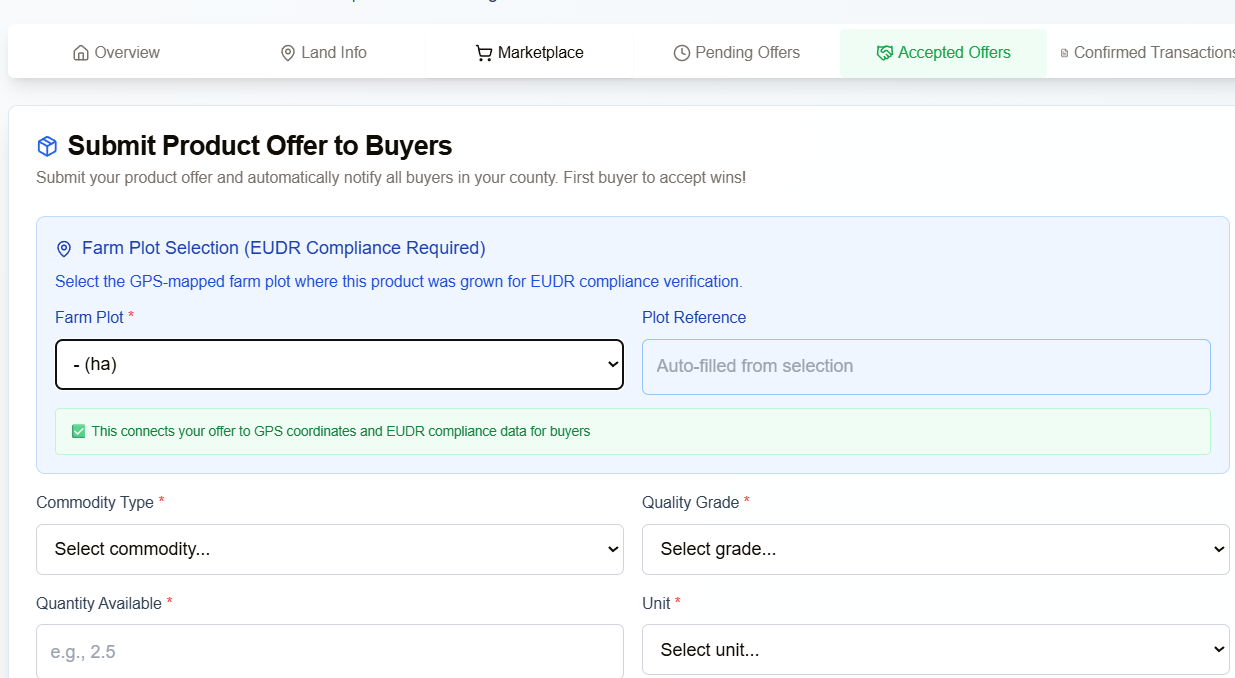 Overview
Land Info
Marketplace
Pending Offers
Accepted Offers
Confirmed Transactions
Submit Product Offer to Buyers
Submit your product offer and automatically notify all buyers in your county. First buyer to accept wins!
Farm Plot Selection (EUDR Compliance Required)
Select the GPS-mapped farm plot where this product was grown for EUDR compliance verification.
Farm Plot *
Plot Reference
- (ha)
Auto-filled from selection
✅ This connects your offer to GPS coordinates and EUDR compliance data for buyers
Commodity Type *
Quality Grade *
Select commodity...
Select grade...
Quantity Available *
Unit *
e.g., 2.5
Select unit...